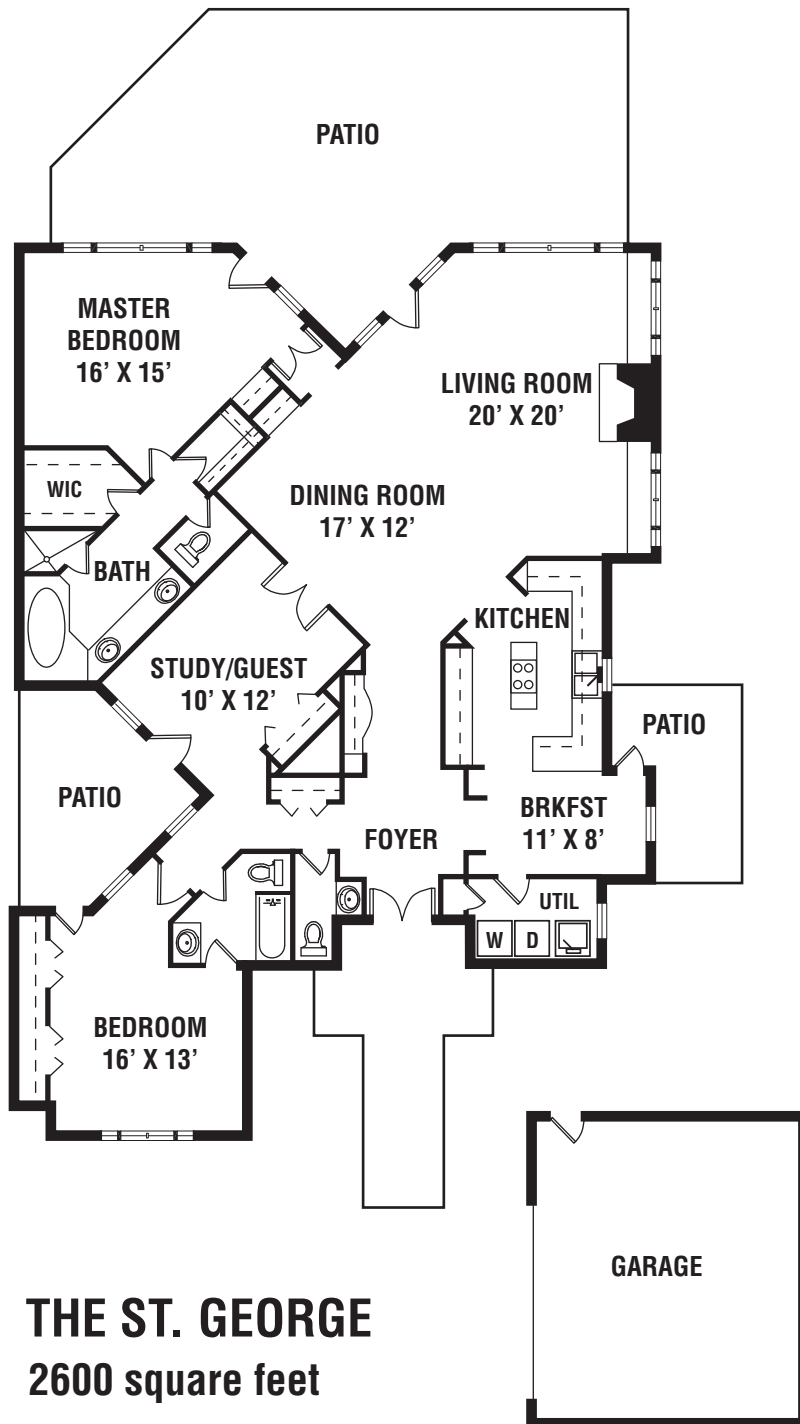 PATIO
MASTER
BEDROOM
16’ X 15’
LIVING ROOM
20’ X 20’
WIC
DINING ROOM
17’ X 12’
BATH
KITCHEN
STUDY/GUEST
10’ X 12’
PATIO
PATIO
BRKFST
11’ X 8’
FOYER
UTIL
W
D
BEDROOM
16’ X 13’
GARAGE
THE ST. GEORGE
2600 square feet